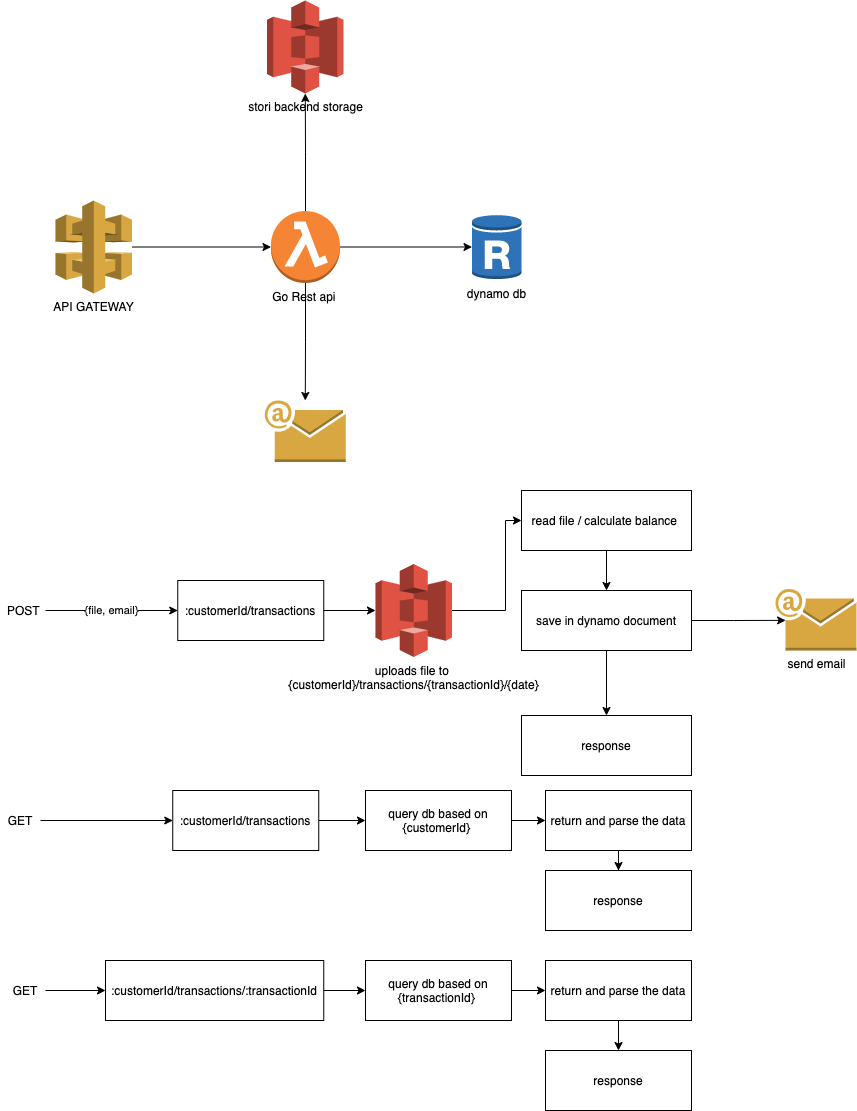 stori backend storage
API GATEWAY
Go Rest api
R
dynamo db
@
read file / calculate balance
POST
{file, email}
:customerId/transactions
save in dynamo document
@
send email
uploads file to
{customerId}/transactions/{transactionId}/{date}
response
GET
:customerId/transactions
query db based on
{customerId}
return and parse the data
response
GET
:customerId/transactions/:transactionId
query db based on
{transactionId}
return and parse the data
response